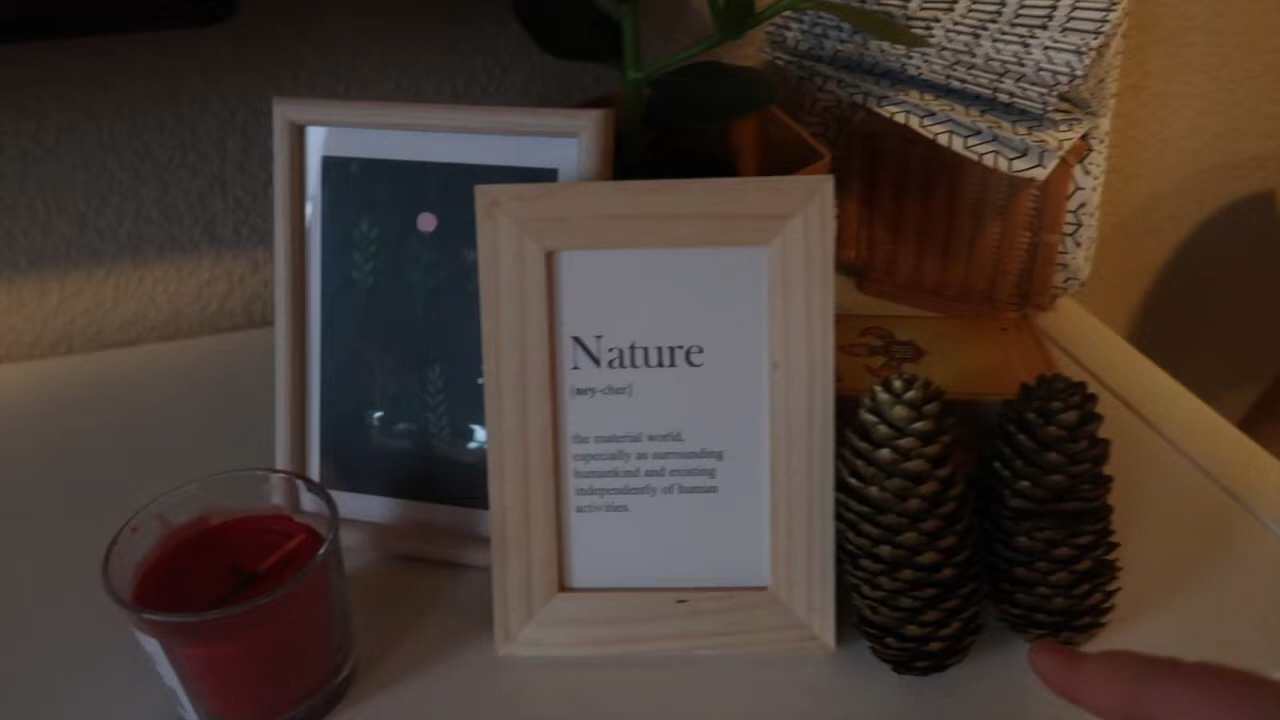 Nature
[ney-cher]
the material world,
especially as surrounding
humankind and existing
independently of human
activities.